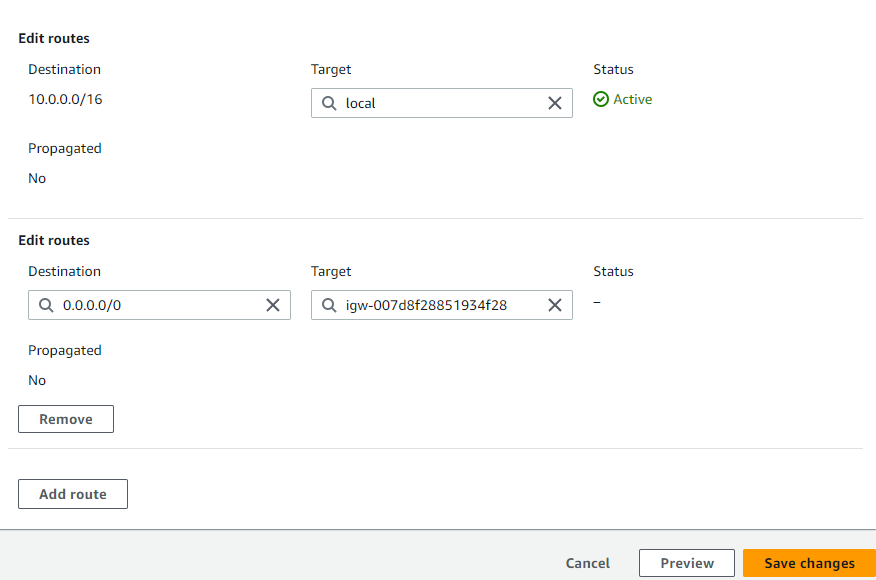 Edit routes
Destination Target Status
10.0.0.0/16 local Active
Propagated
No
Edit routes
Destination Target Status
0.0.0.0/0 igw-007d8f28851934f28 –
Propagated
No
Remove
Add route
Cancel Preview Save changes